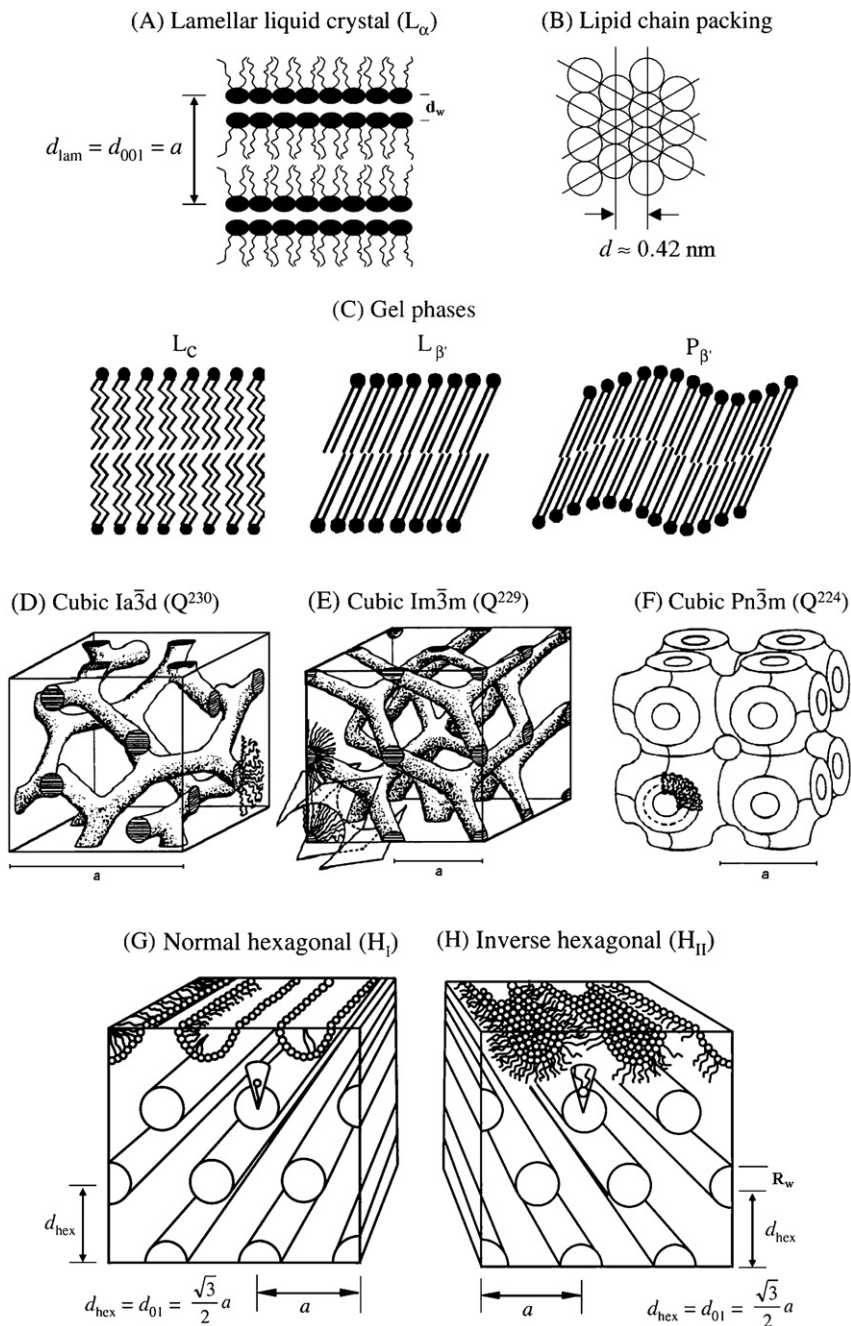 (A) Lamellar liquid crystal (Lα)
(B) Lipid chain packing
dw
dlam = d001 = a
d ≈ 0.42 nm
(C) Gel phases
LC
Lβ'
Pβ'
(D) Cubic Ia3̅d (Q²³⁰)
(E) Cubic Im3̅m (Q²²⁹)
(F) Cubic Pn3̅m (Q²²⁴)
a
a
a
(G) Normal hexagonal (HI)
(H) Inverse hexagonal (HII)
Rw
dhex
dhex
dhex = d01 = √3/2 a
a
a
dhex = d01 = √3/2 a